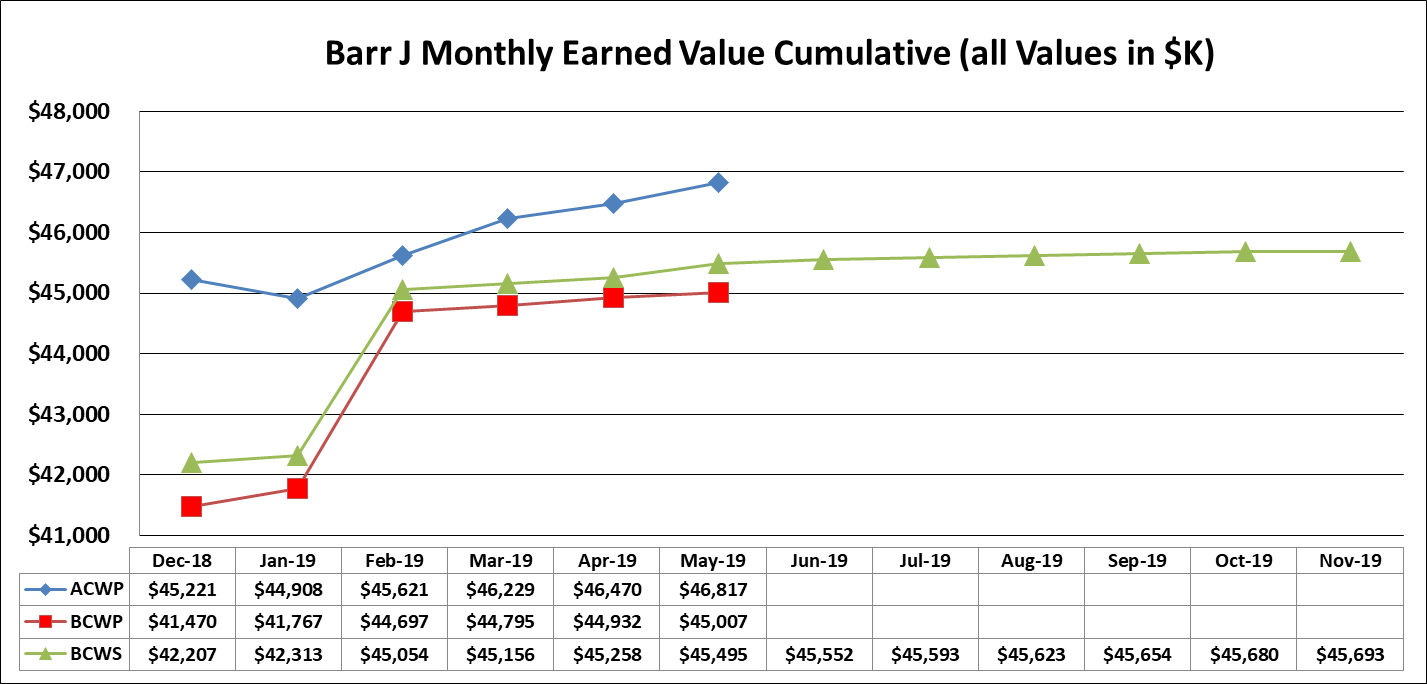 Barr J Monthly Earned Value Cumulative (all Values in $K)
$48,000
$47,000
$46,000
$45,000
$44,000
$43,000
$42,000
$41,000
Dec-18 Jan-19 Feb-19 Mar-19 Apr-19 May-19 Jun-19 Jul-19 Aug-19 Sep-19 Oct-19 Nov-19
ACWP $45,221 $44,908 $45,621 $46,229 $46,470 $46,817
BCWP $41,470 $41,767 $44,697 $44,795 $44,932 $45,007
BCWS $42,207 $42,313 $45,054 $45,156 $45,258 $45,495 $45,552 $45,593 $45,623 $45,654 $45,680 $45,693